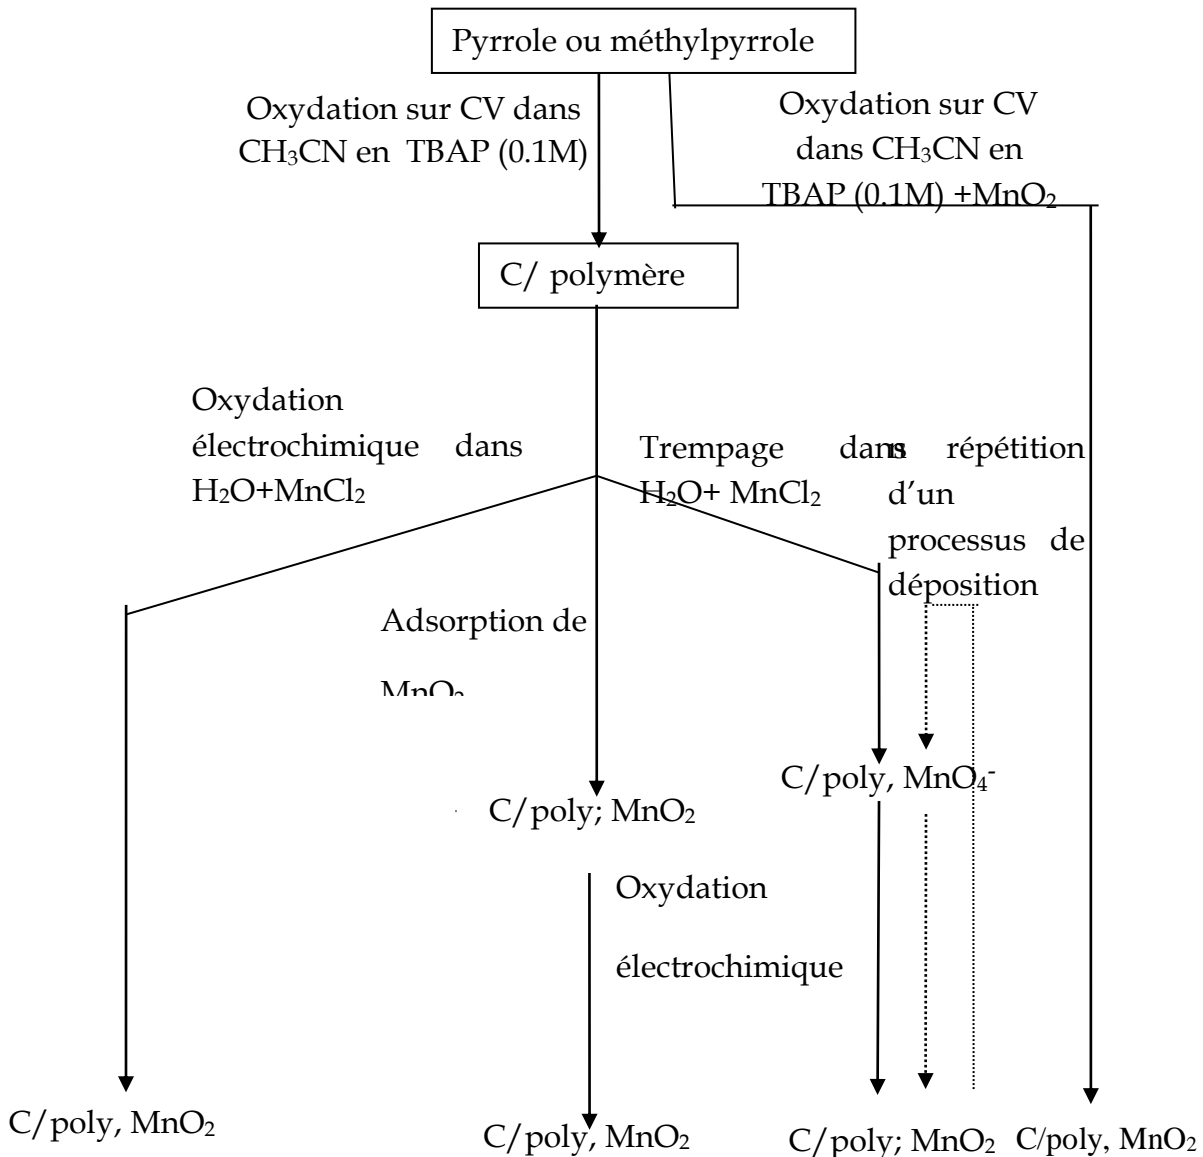 Pyrrole ou méthylpyrrole
Oxydation sur CV dans
CH₃CN en TBAP (0.1M)
Oxydation sur CV
dans CH₃CN en
TBAP (0.1M) +MnO₂
C/ polymère
Oxydation
électrochimique dans
H₂O+MnCl₂
Trempage dans
H₂O+ MnCl₂
n répétition
d’un
processus de
déposition
Adsorption de
MnO₂
C/poly, MnO₄⁻
C/poly; MnO₂
Oxydation
électrochimique
C/poly, MnO₂
C/poly, MnO₂
C/poly; MnO₂
C/poly, MnO₂